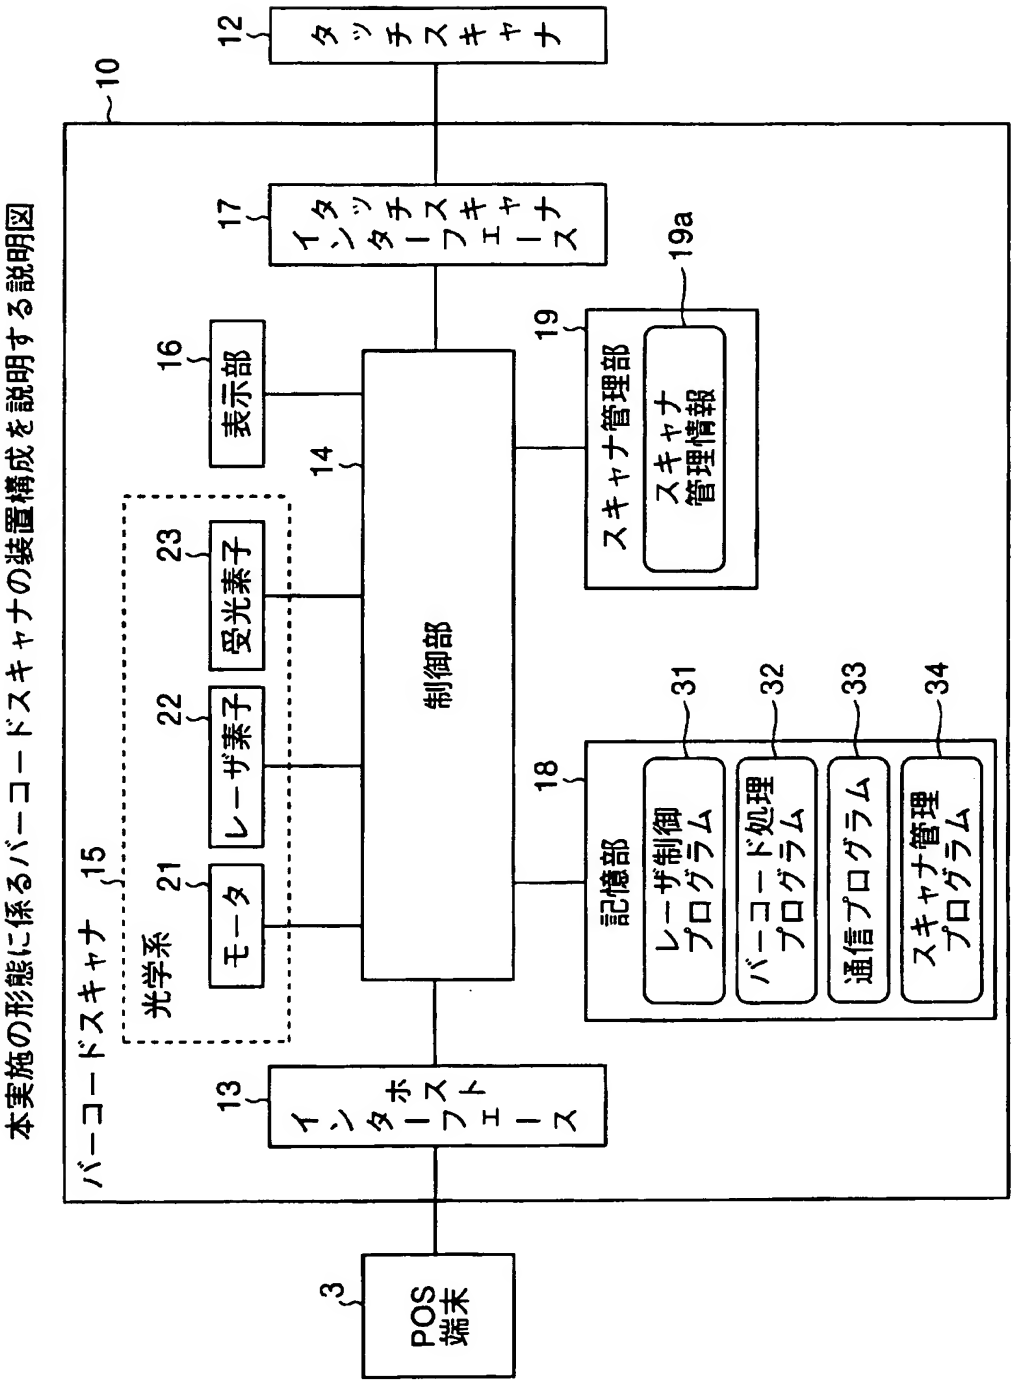 本実施の形態に係るバーコードスキャナの装置構成を説明する説明図
10
バーコードスキャナ
15
光学系
21
モータ
22
レーザ素子
23
受光素子
16
表示部
3
POS
端末
13
ホスト
インターフェース
14
制御部
17
タッチスキャナ
インターフェース
12
タッチスキャナ
18
記憶部
レーザ制御
プログラム
31
バーコード処理
プログラム
32
通信プログラム
33
スキャナ管理
プログラム
34
19
スキャナ管理部
スキャナ
管理情報
19a